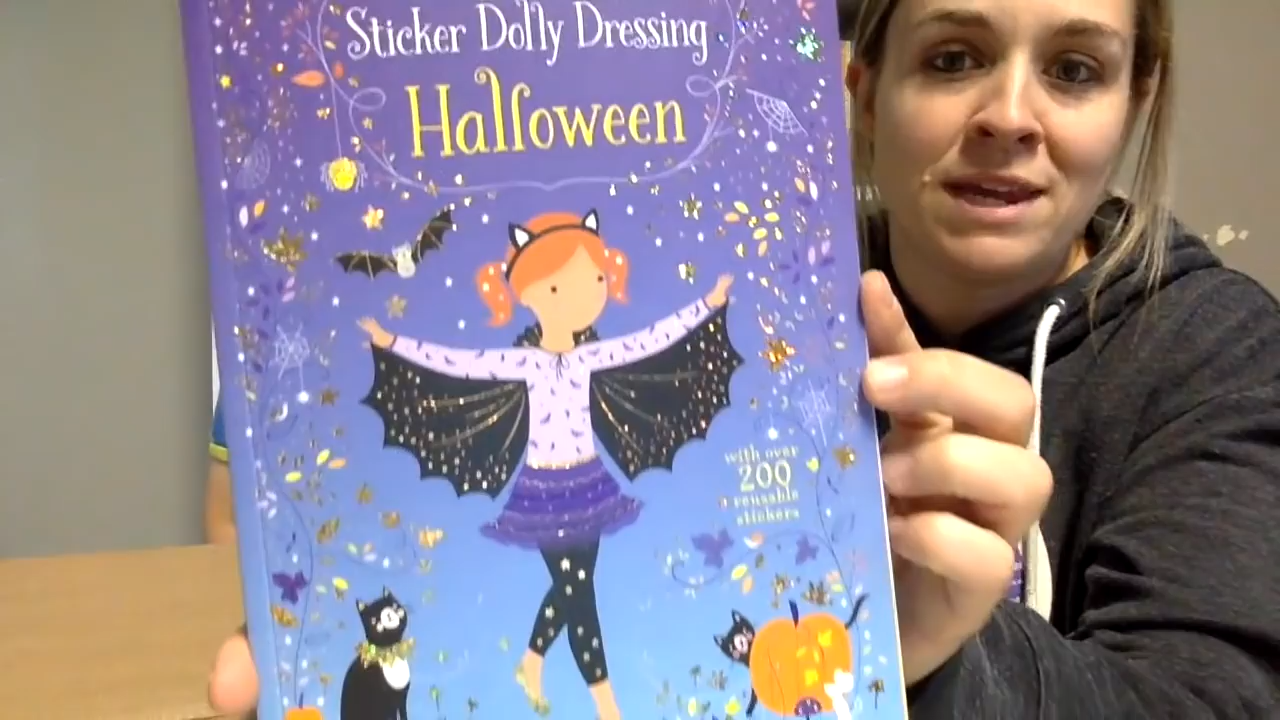 Sticker Dolly Dressing
Halloween
with over
200
reusable
stickers